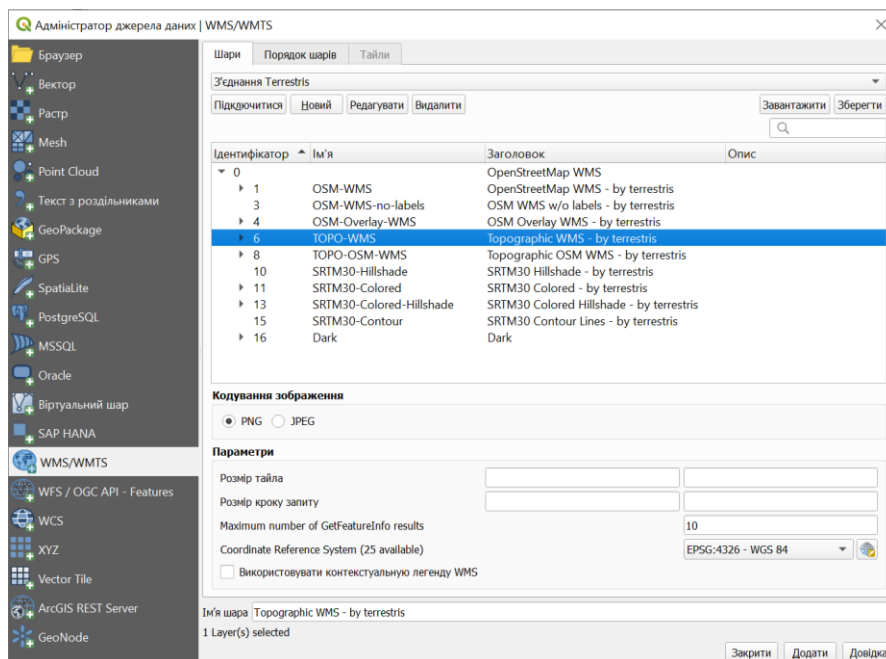 Адміністратор джерела даних | WMS/WMTS
Браузер
Вектор
Растр
Mesh
Point Cloud
Текст з роздільниками
GeoPackage
GPS
SpatiaLite
PostgreSQL
MSSQL
Oracle
Віртуальний шар
SAP HANA
WMS/WMTS
WFS / OGC API - Features
WCS
XYZ
Vector Tile
ArcGIS REST Server
GeoNode
Шари Порядок шарів Тайли
З'єднання Terrestris
Підключитися Новий Редагувати Видалити Завантажити Зберегти
Ідентифікатор Ім'я Заголовок Опис
0 OpenStreetMap WMS
1 OSM-WMS OpenStreetMap WMS - by terrestris
3 OSM-WMS-no-labels OSM WMS w/o labels - by terrestris
4 OSM-Overlay-WMS OSM Overlay WMS - by terrestris
6 TOPO-WMS Topographic WMS - by terrestris
8 TOPO-OSM-WMS Topographic OSM WMS - by terrestris
10 SRTM30-Hillshade SRTM30 Hillshade - by terrestris
11 SRTM30-Colored SRTM30 Colored - by terrestris
13 SRTM30-Colored-Hillshade SRTM30 Colored Hillshade - by terrestris
15 SRTM30-Contour SRTM30 Contour Lines - by terrestris
16 Dark Dark
Кодування зображення
PNG JPEG
Параметри
Розмір тайла
Розмір кроку запиту
Maximum number of GetFeatureInfo results 10
Coordinate Reference System (25 available) EPSG:4326 - WGS 84
Використовувати контекстуальную легенду WMS
Ім'я шара Topographic WMS - by terrestris
1 Layer(s) selected
Закрити Додати Довідка